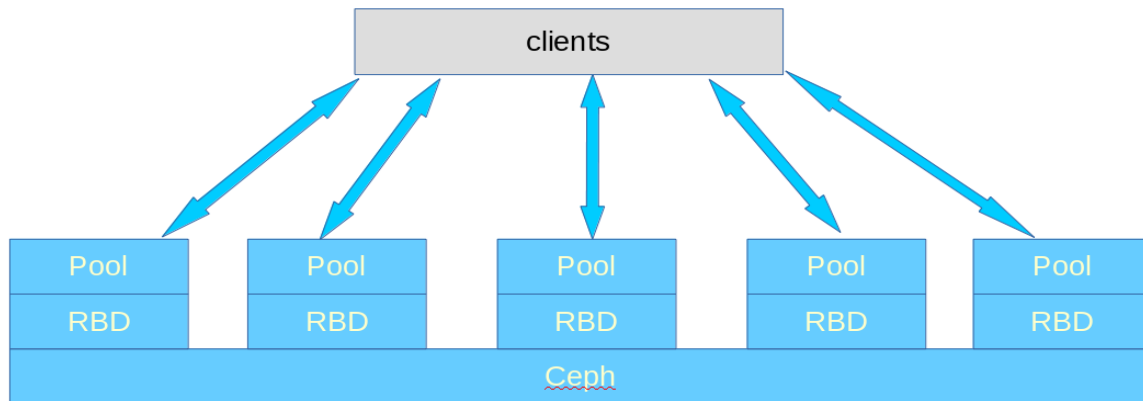 clients
Pool Pool Pool Pool Pool
RBD RBD RBD RBD RBD
Ceph